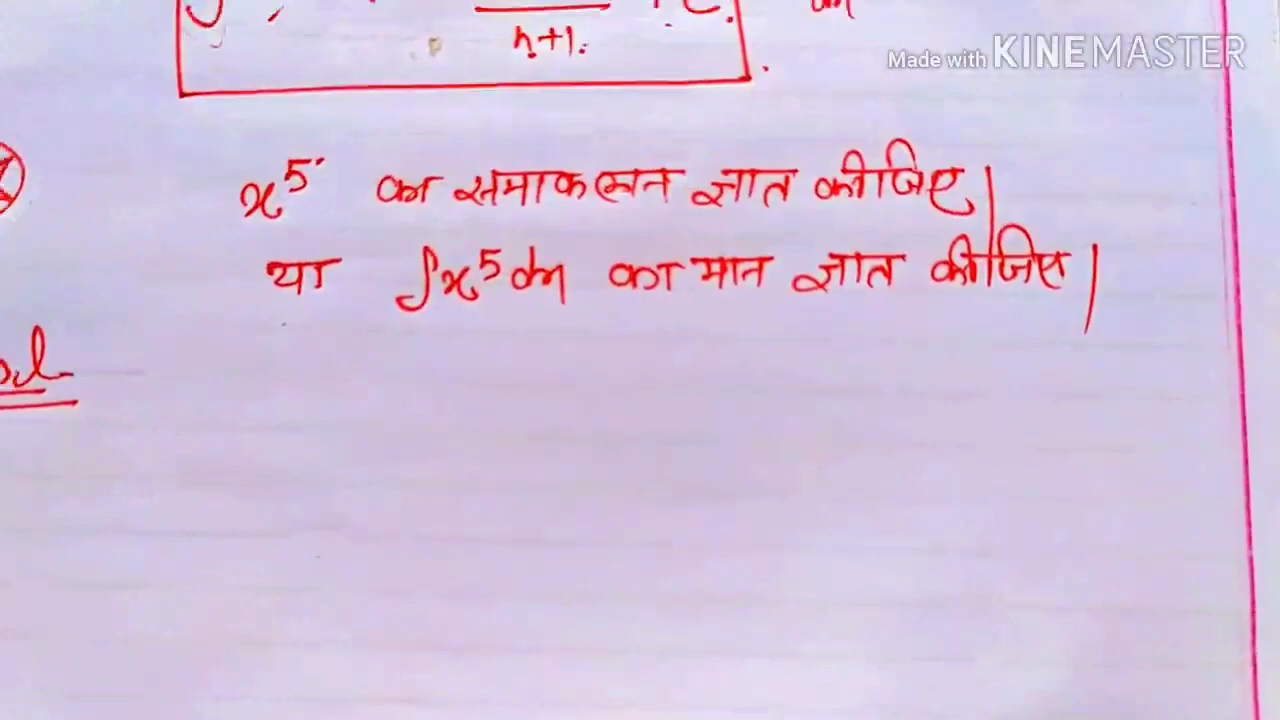 n+1.
Made with KINEMASTER
x⁵ का समाकलन ज्ञात कीजिए।
या ∫x⁵dx का मान ज्ञात कीजिए।